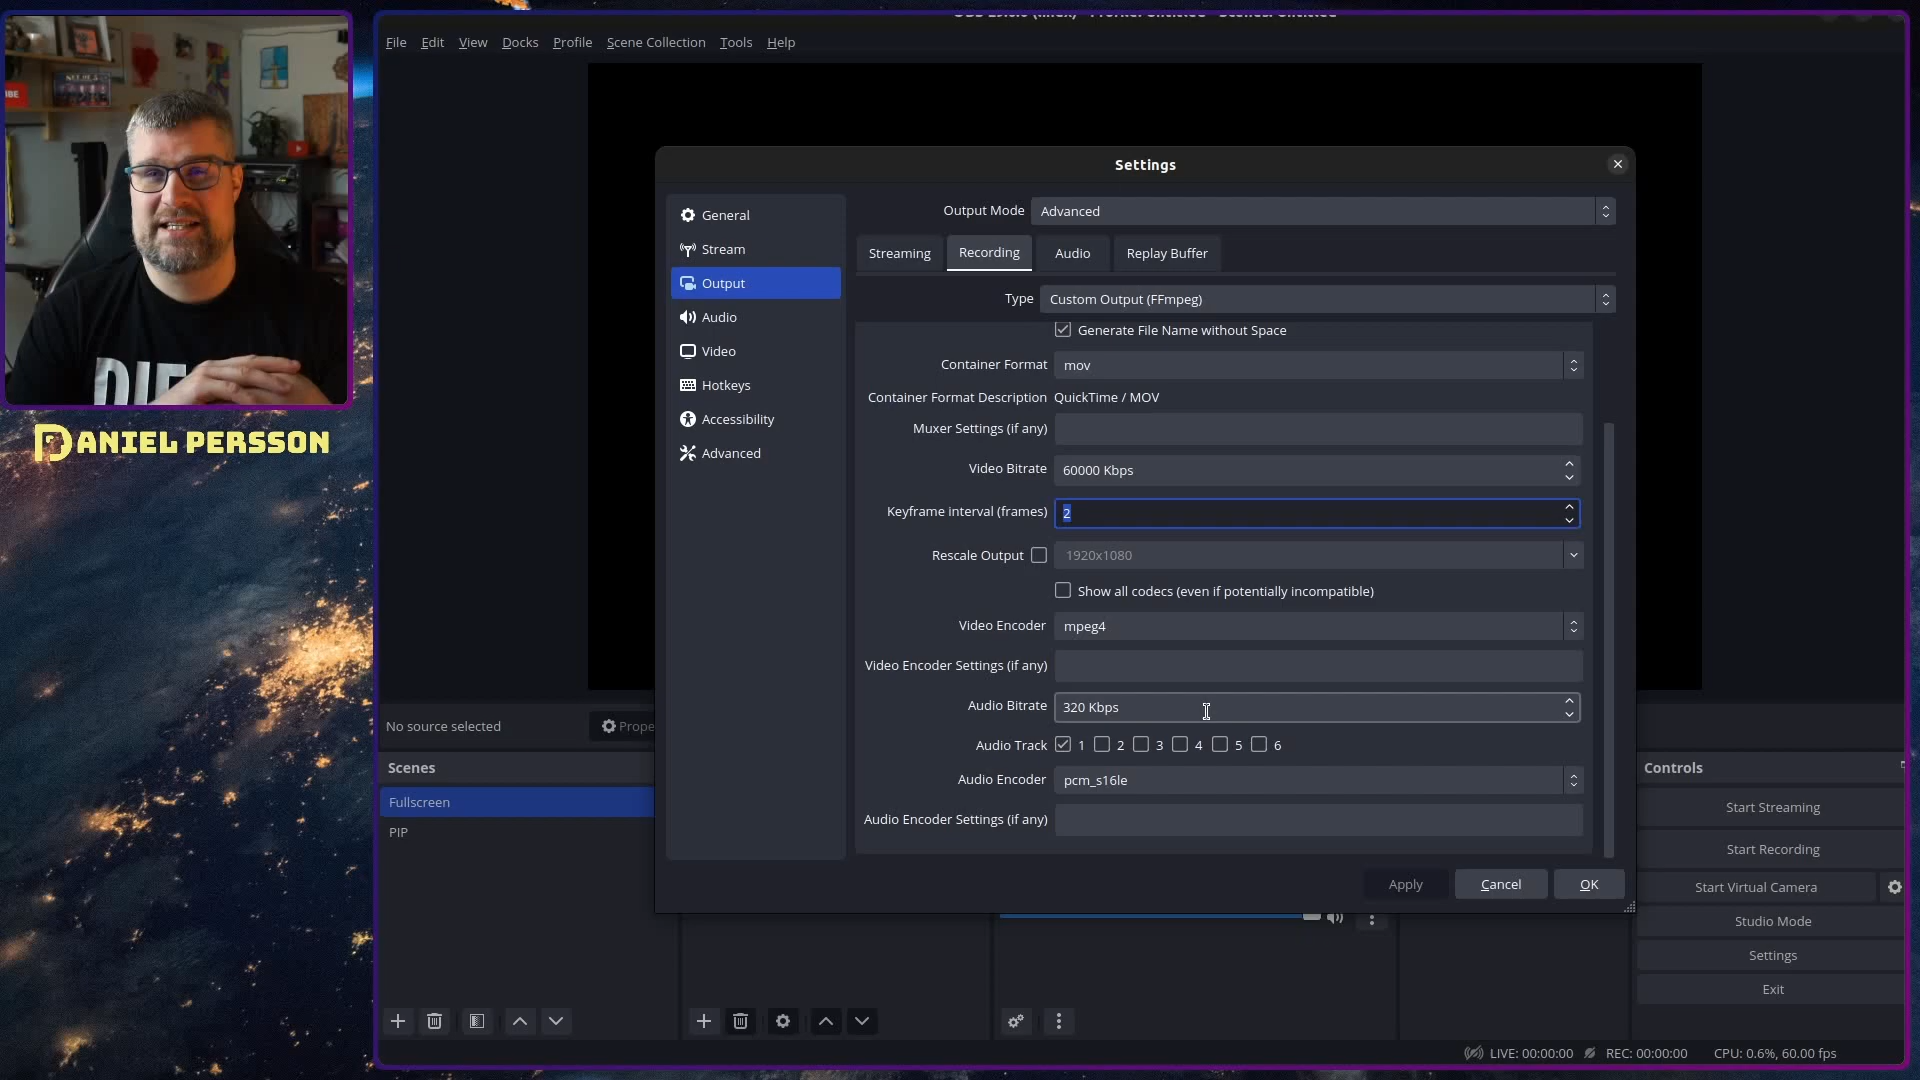 File Edit View Docks Profile Scene Collection Tools Help
Settings
General
Stream
Output
Audio
Video
Hotkeys
Accessibility
Advanced
Output Mode Advanced
Streaming Recording Audio Replay Buffer
Type Custom Output (FFmpeg)
Generate File Name without Space
Container Format mov
Container Format Description QuickTime / MOV
Muxer Settings (if any)
Video Bitrate 60000 Kbps
Keyframe interval (frames) 2
Rescale Output 1920x1080
Show all codecs (even if potentially incompatible)
Video Encoder mpeg4
Video Encoder Settings (if any)
Audio Bitrate 320 Kbps
Audio Track 1 2 3 4 5 6
Audio Encoder pcm_s16le
Audio Encoder Settings (if any)
Apply Cancel OK
DANIEL PERSSON
No source selected
Prope
Scenes
Fullscreen
PIP
Controls
Start Streaming
Start Recording
Start Virtual Camera
Studio Mode
Settings
Exit
LIVE: 00:00:00 REC: 00:00:00 CPU: 0.6%, 60.00 fps